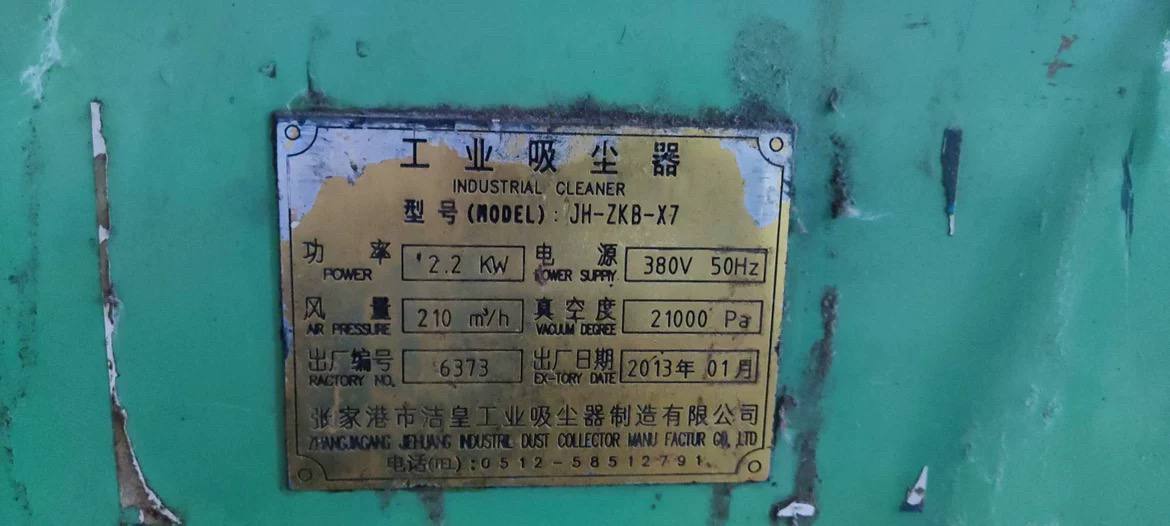 工业吸尘器
INDUSTRIAL CLEANER
型号(MODEL): JH-ZKB-X7
功率 2.2 KW 电源 380V 50Hz
POWER POWER SUPPLY
风量 210 m³/h 真空度 21000 Pa
AIR PRESSURE VACUUM DEGREE
出厂编号 6373 出厂日期 2013年 01月
RACTORY NO. EX-TORY DATE
张家港市洁皇工业吸尘器制造有限公司
ZHANGJIAGANG JIEHUANG INDUSTRIL DUST COLLECTOR MANU FACTUR CO., LTD
电话(TEL):0512-58512791